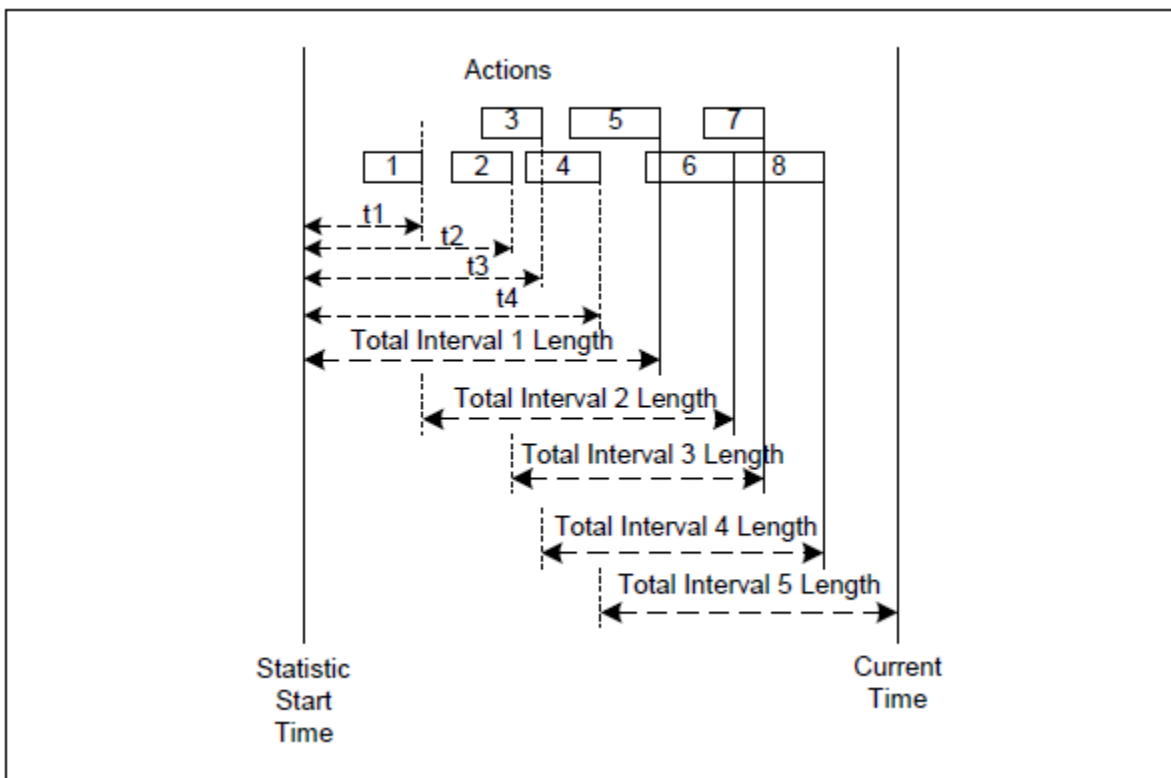 Actions
3 5 7
1 2 4 6 8
t1
t2
t3
t4
Total Interval 1 Length
Total Interval 2 Length
Total Interval 3 Length
Total Interval 4 Length
Total Interval 5 Length
Statistic
Start
Time
Current
Time